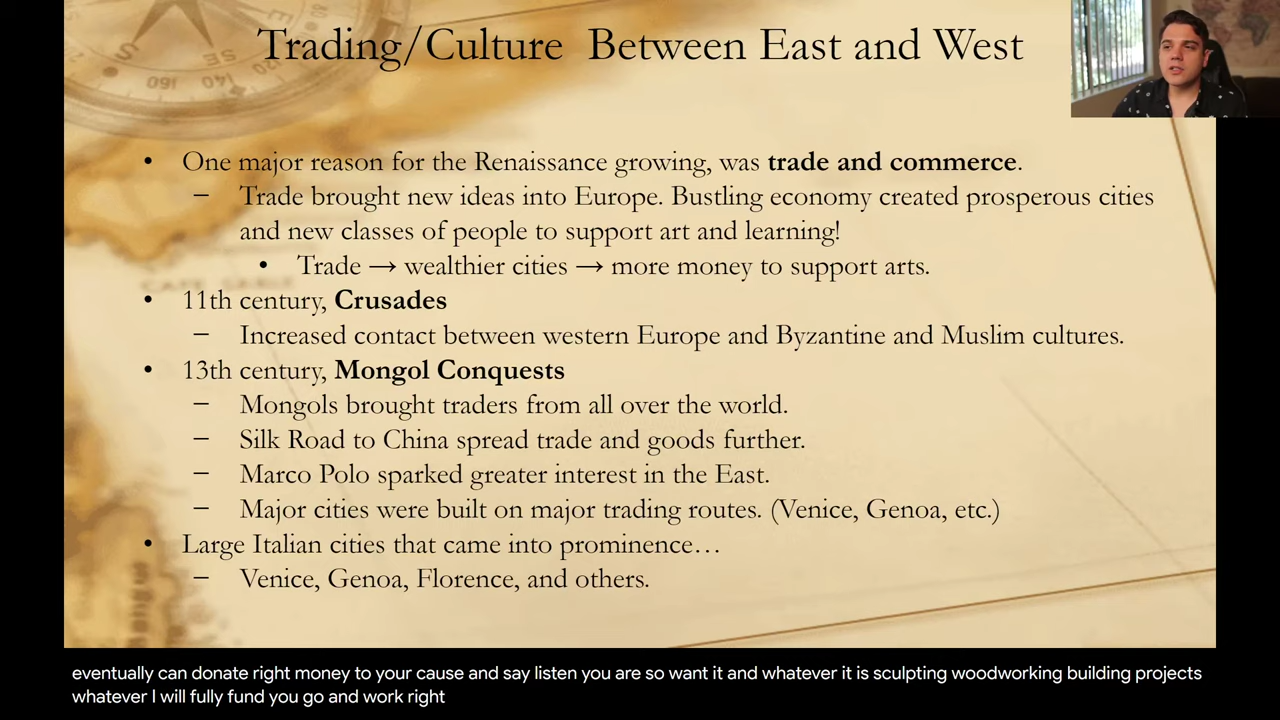 Trading/Culture Between East and West
• One major reason for the Renaissance growing, was trade and commerce.
– Trade brought new ideas into Europe. Bustling economy created prosperous cities
and new classes of people to support art and learning!
• Trade → wealthier cities → more money to support arts.
• 11th century, Crusades
– Increased contact between western Europe and Byzantine and Muslim cultures.
• 13th century, Mongol Conquests
– Mongols brought traders from all over the world.
– Silk Road to China spread trade and goods further.
– Marco Polo sparked greater interest in the East.
– Major cities were built on major trading routes. (Venice, Genoa, etc.)
• Large Italian cities that came into prominence…
– Venice, Genoa, Florence, and others.
eventually can donate right money to your cause and say listen you are so want it and whatever it is sculpting woodworking building projects
whatever I will fully fund you go and work right